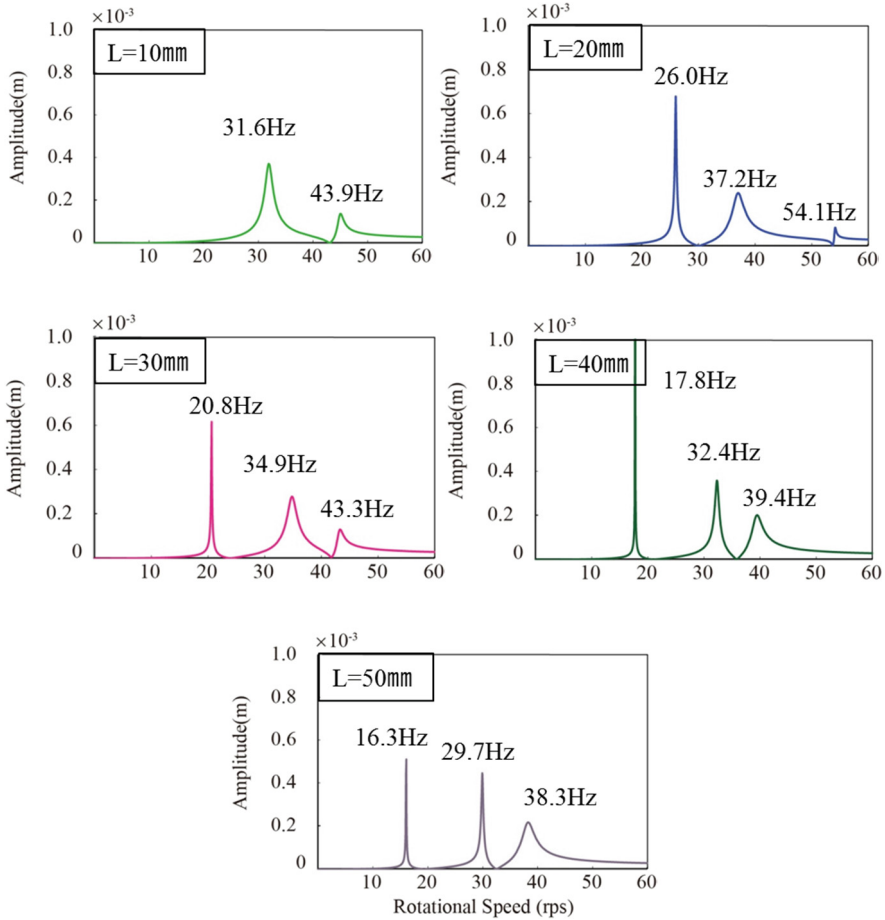 ×10-3
1.0
L=10㎜
0.8
0.6
31.6Hz
0.4
43.9Hz
0.2
0
10 20 30 40 50 60
Amplitude(m)
×10-3
1.0
L=20㎜
0.8
26.0Hz
0.6
0.4
37.2Hz
54.1Hz
0.2
0
10 20 30 40 50 60
Amplitude(m)
×10-3
1.0
L=30㎜
0.8
20.8Hz
0.6
34.9Hz
0.4
43.3Hz
0.2
0
10 20 30 40 50 60
Amplitude(m)
×10-3
1.0
L=40㎜
17.8Hz
0.8
0.6
32.4Hz
0.4
39.4Hz
0.2
0
10 20 30 40 50 60
Amplitude(m)
×10-3
1.0
L=50㎜
0.8
0.6
16.3Hz
29.7Hz
0.4
38.3Hz
0.2
0
10 20 30 40 50 60
Amplitude(m)
Rotational Speed (rps)